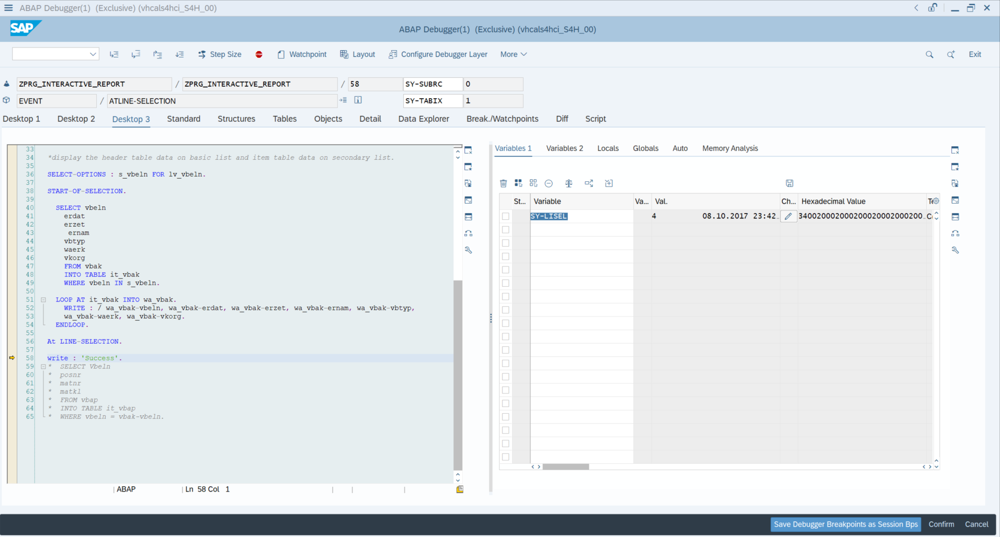 ABAP Debugger(1) (Exclusive) (vhcals4hci_S4H_00)
SAP
ABAP Debugger(1) (Exclusive) (vhcals4hci_S4H_00)
Step Size STOP Watchpoint Layout Configure Debugger Layer More Exit
ZPRG_INTERACTIVE_REPORT / ZPRG_INTERACTIVE_REPORT / 58 SY-SUBRC 0
EVENT / ATLINE-SELECTION SY-TABIX 1
Desktop 1 Desktop 2 Desktop 3 Standard Structures Tables Objects Detail Data Explorer Break./Watchpoints Diff Script
33
34 *display the header table data on basic list and item table data on secondary list.
35
36 SELECT-OPTIONS : s_vbeln FOR lv_vbeln.
37
38 START-OF-SELECTION.
39
40 SELECT vbeln
41 erdat
42 erzet
43 ernam
44 vbtyp
45 waerk
46 vkorg
47 FROM vbak
48 INTO TABLE it_vbak
49 WHERE vbeln IN s_vbeln.
50
51 LOOP AT it_vbak INTO wa_vbak.
52 WRITE : / wa_vbak-vbeln, wa_vbak-erdat, wa_vbak-erzet, wa_vbak-ernam, wa_vbak-vbtyp,
53 wa_vbak-waerk, wa_vbak-vkorg.
54 ENDLOOP.
55
56 At LINE-SELECTION.
57
58 write : 'Success'.
59 * SELECT Vbeln
60 * posnr
61 * matnr
62 * matkl
63 * FROM vbap
64 * INTO TABLE it_vbap
65 * WHERE vbeln = vbak-vbeln.
ABAP Ln 58 Col 1
Variables 1 Variables 2 Locals Globals Auto Memory Analysis
St... Variable Va... Val. Ch... Hexadecimal Value
SY-LISEL 4 08.10.2017 23:42.. 3400200020002000200020002000200..
Save Debugger Breakpoints as Session Bps Confirm Cancel